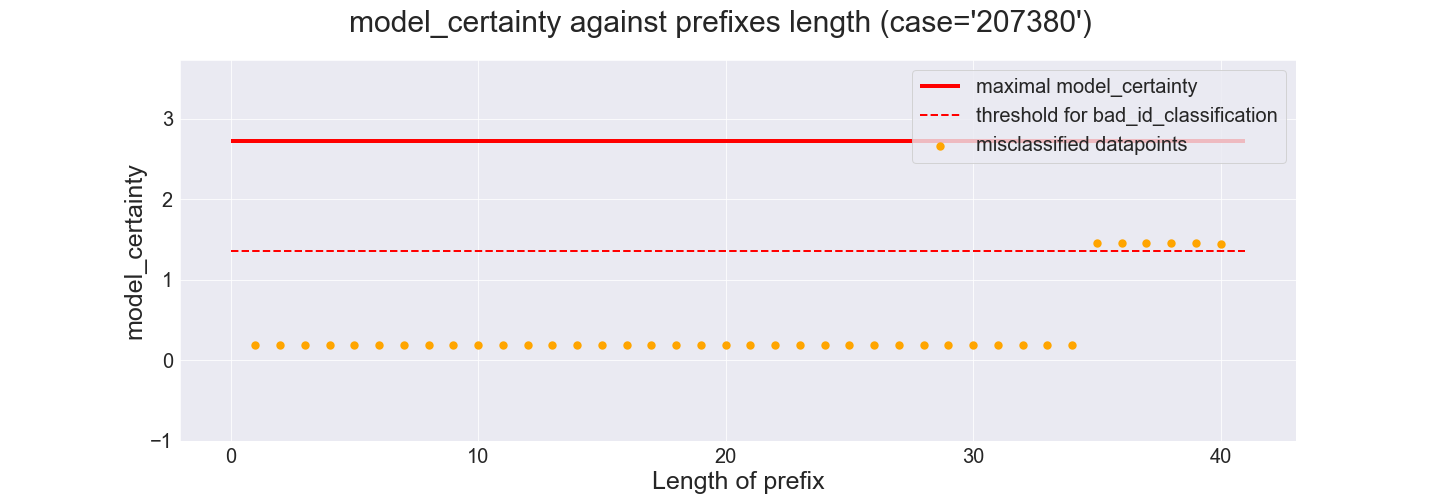 model_certainty against prefixes length (case='207380')
maximal model_certainty
threshold for bad_id_classification
misclassified datapoints
model_certainty
3
2
1
0
−1
0 10 20 30 40
Length of prefix